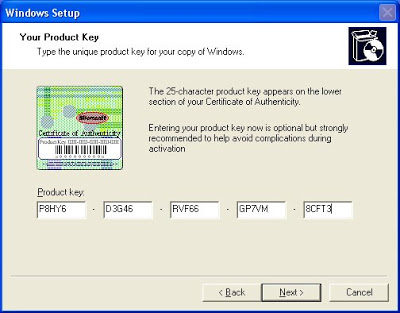 Windows Setup
Your Product Key
Type the unique product key for your copy of Windows.
The 25-character product key appears on the lower
section of your Certificate of Authenticity.
Microsoft
Certificate of Authenticity
Product Key
Entering your product key now is optional but strongly
recommended to help avoid complications during
activation
Product key:
P8HY6 - D3G46 - RVF66 - GP7VM - 8CFT3
< Back Next > Cancel